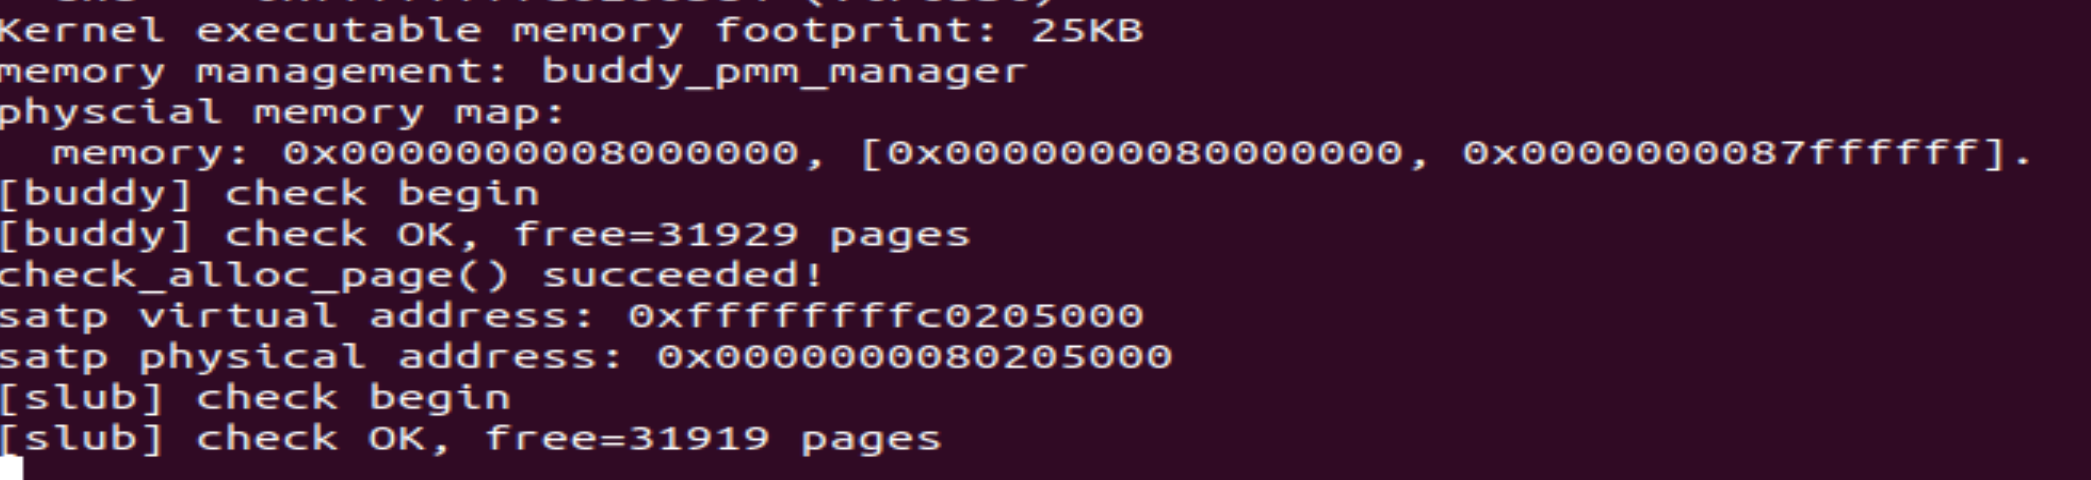 Kernel executable memory footprint: 25KB
memory management: buddy_pmm_manager
physcial memory map:
  memory: 0x0000000008000000, [0x0000000080000000, 0x0000000087ffffff].
[buddy] check begin
[buddy] check OK, free=31929 pages
check_alloc_page() succeeded!
satp virtual address: 0xffffffffc0205000
satp physical address: 0x0000000080205000
[slub] check begin
[slub] check OK, free=31919 pages